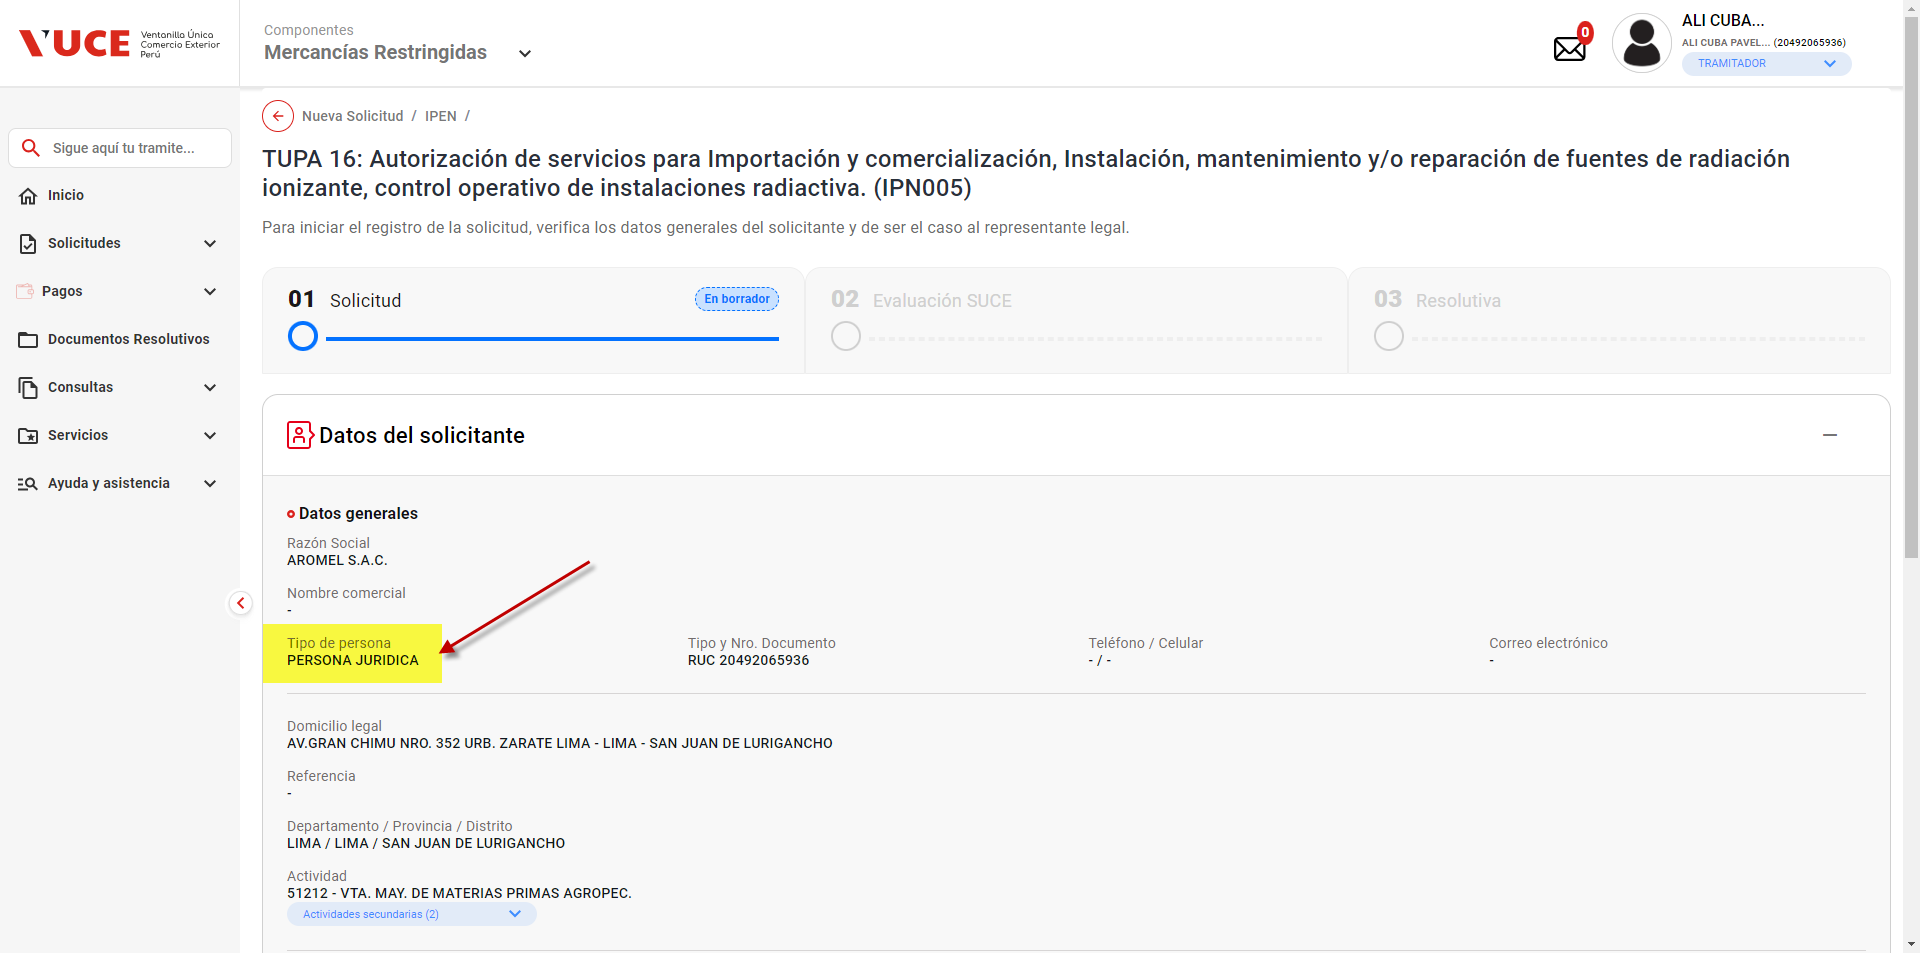 VUCE
Ventanilla Única
Comercio Exterior
Perú
Componentes
Mercancías Restringidas
0
ALI CUBA...
ALI CUBA PAVEL... (20492065936)
TRAMITADOR
Sigue aquí tu tramite...
Inicio
Solicitudes
Pagos
Documentos Resolutivos
Consultas
Servicios
Ayuda y asistencia
Nueva Solicitud / IPEN /
TUPA 16: Autorización de servicios para Importación y comercialización, Instalación, mantenimiento y/o reparación de fuentes de radiación
ionizante, control operativo de instalaciones radiactiva. (IPN005)
Para iniciar el registro de la solicitud, verifica los datos generales del solicitante y de ser el caso al representante legal.
01 Solicitud En borrador
02 Evaluación SUCE
03 Resolutiva
Datos del solicitante
Datos generales
Razón Social
AROMEL S.A.C.
Nombre comercial
-
Tipo de persona
PERSONA JURIDICA
Tipo y Nro. Documento
RUC 20492065936
Teléfono / Celular
- / -
Correo electrónico
-
Domicilio legal
AV.GRAN CHIMU NRO. 352 URB. ZARATE LIMA - LIMA - SAN JUAN DE LURIGANCHO
Referencia
-
Departamento / Provincia / Distrito
LIMA / LIMA / SAN JUAN DE LURIGANCHO
Actividad
51212 - VTA. MAY. DE MATERIAS PRIMAS AGROPEC.
Actividades secundarias (2)